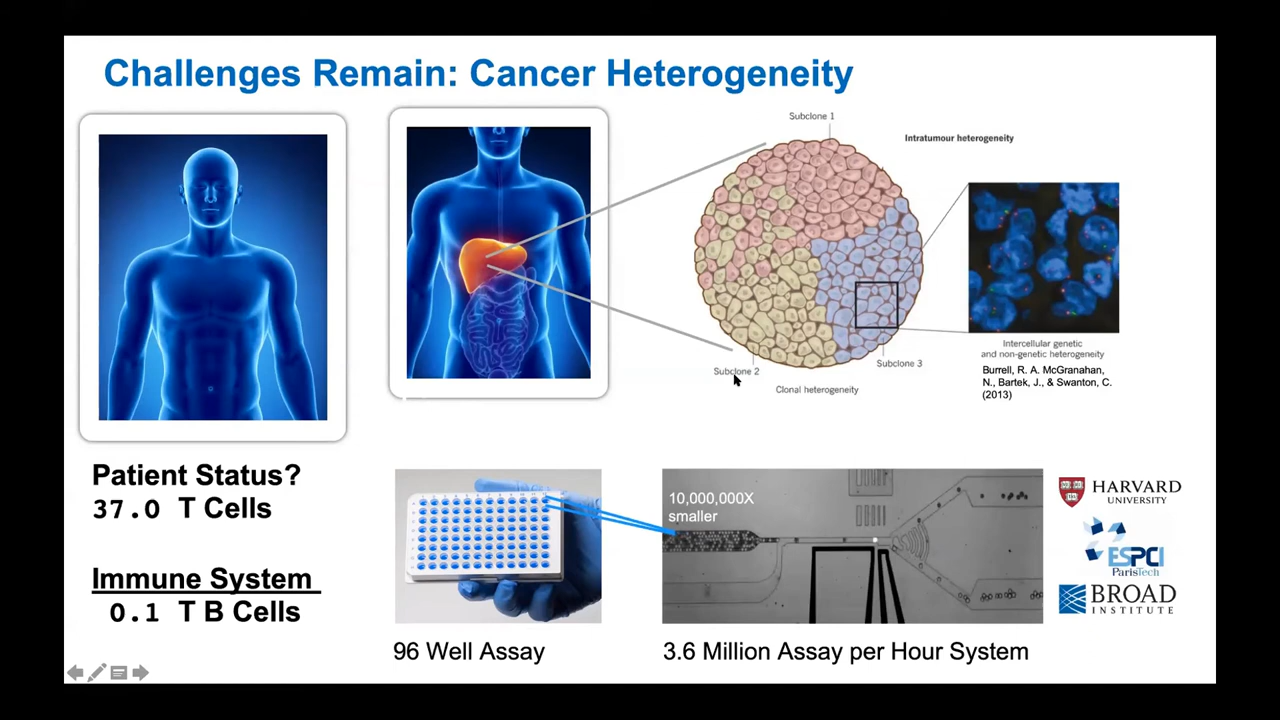 Challenges Remain: Cancer Heterogeneity
Subclone 1
Intratumour heterogeneity
Subclone 2
Subclone 3
Clonal heterogeneity
Intercellular genetic
and non-genetic heterogeneity
Burrell, R. A. McGranahan,
N., Bartek, J., & Swanton, C.
(2013)
Patient Status?
37.0 T Cells
Immune System
0.1 T B Cells
96 Well Assay
10,000,000X
smaller
3.6 Million Assay per Hour System
HARVARD
UNIVERSITY
ESPCI
ParisTech
BROAD
INSTITUTE